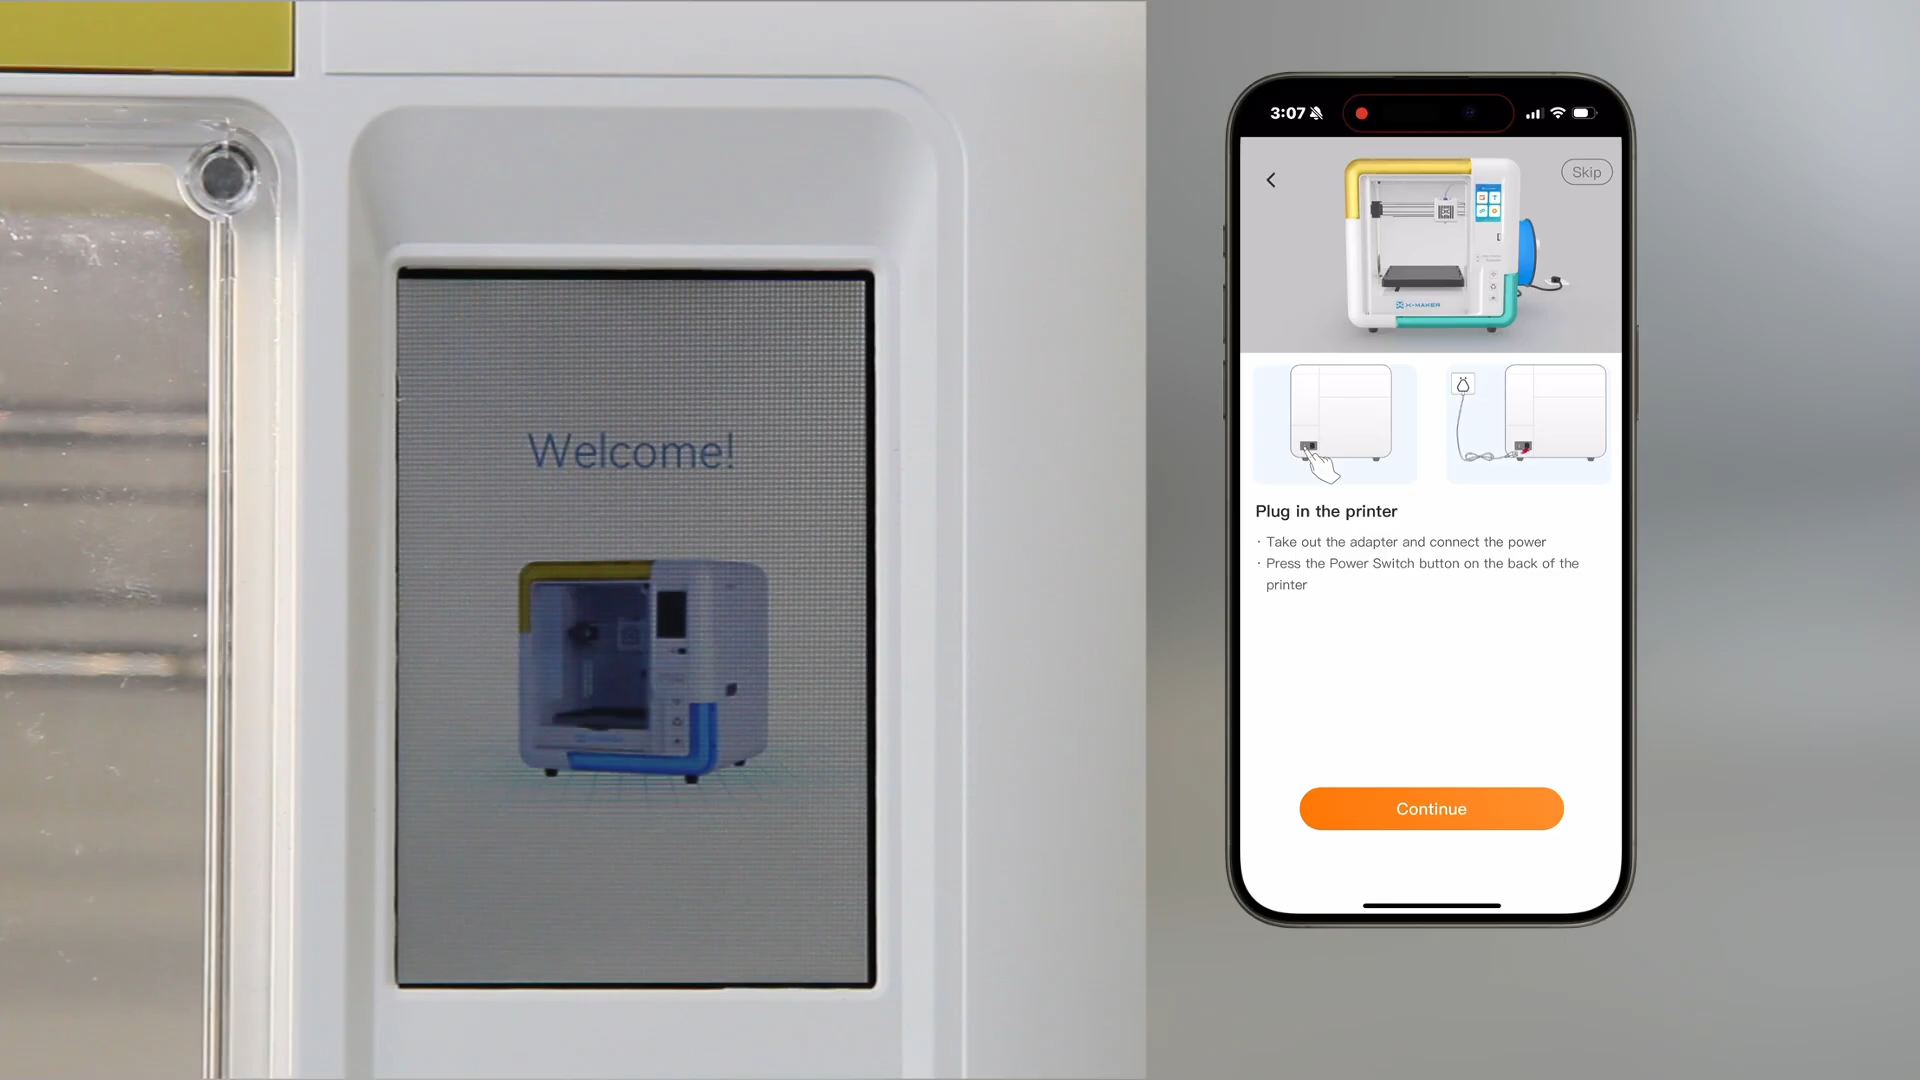 Welcome!
3:07
Skip
X-MAKER
Plug in the printer
· Take out the adapter and connect the power
· Press the Power Switch button on the back of the
printer
Continue